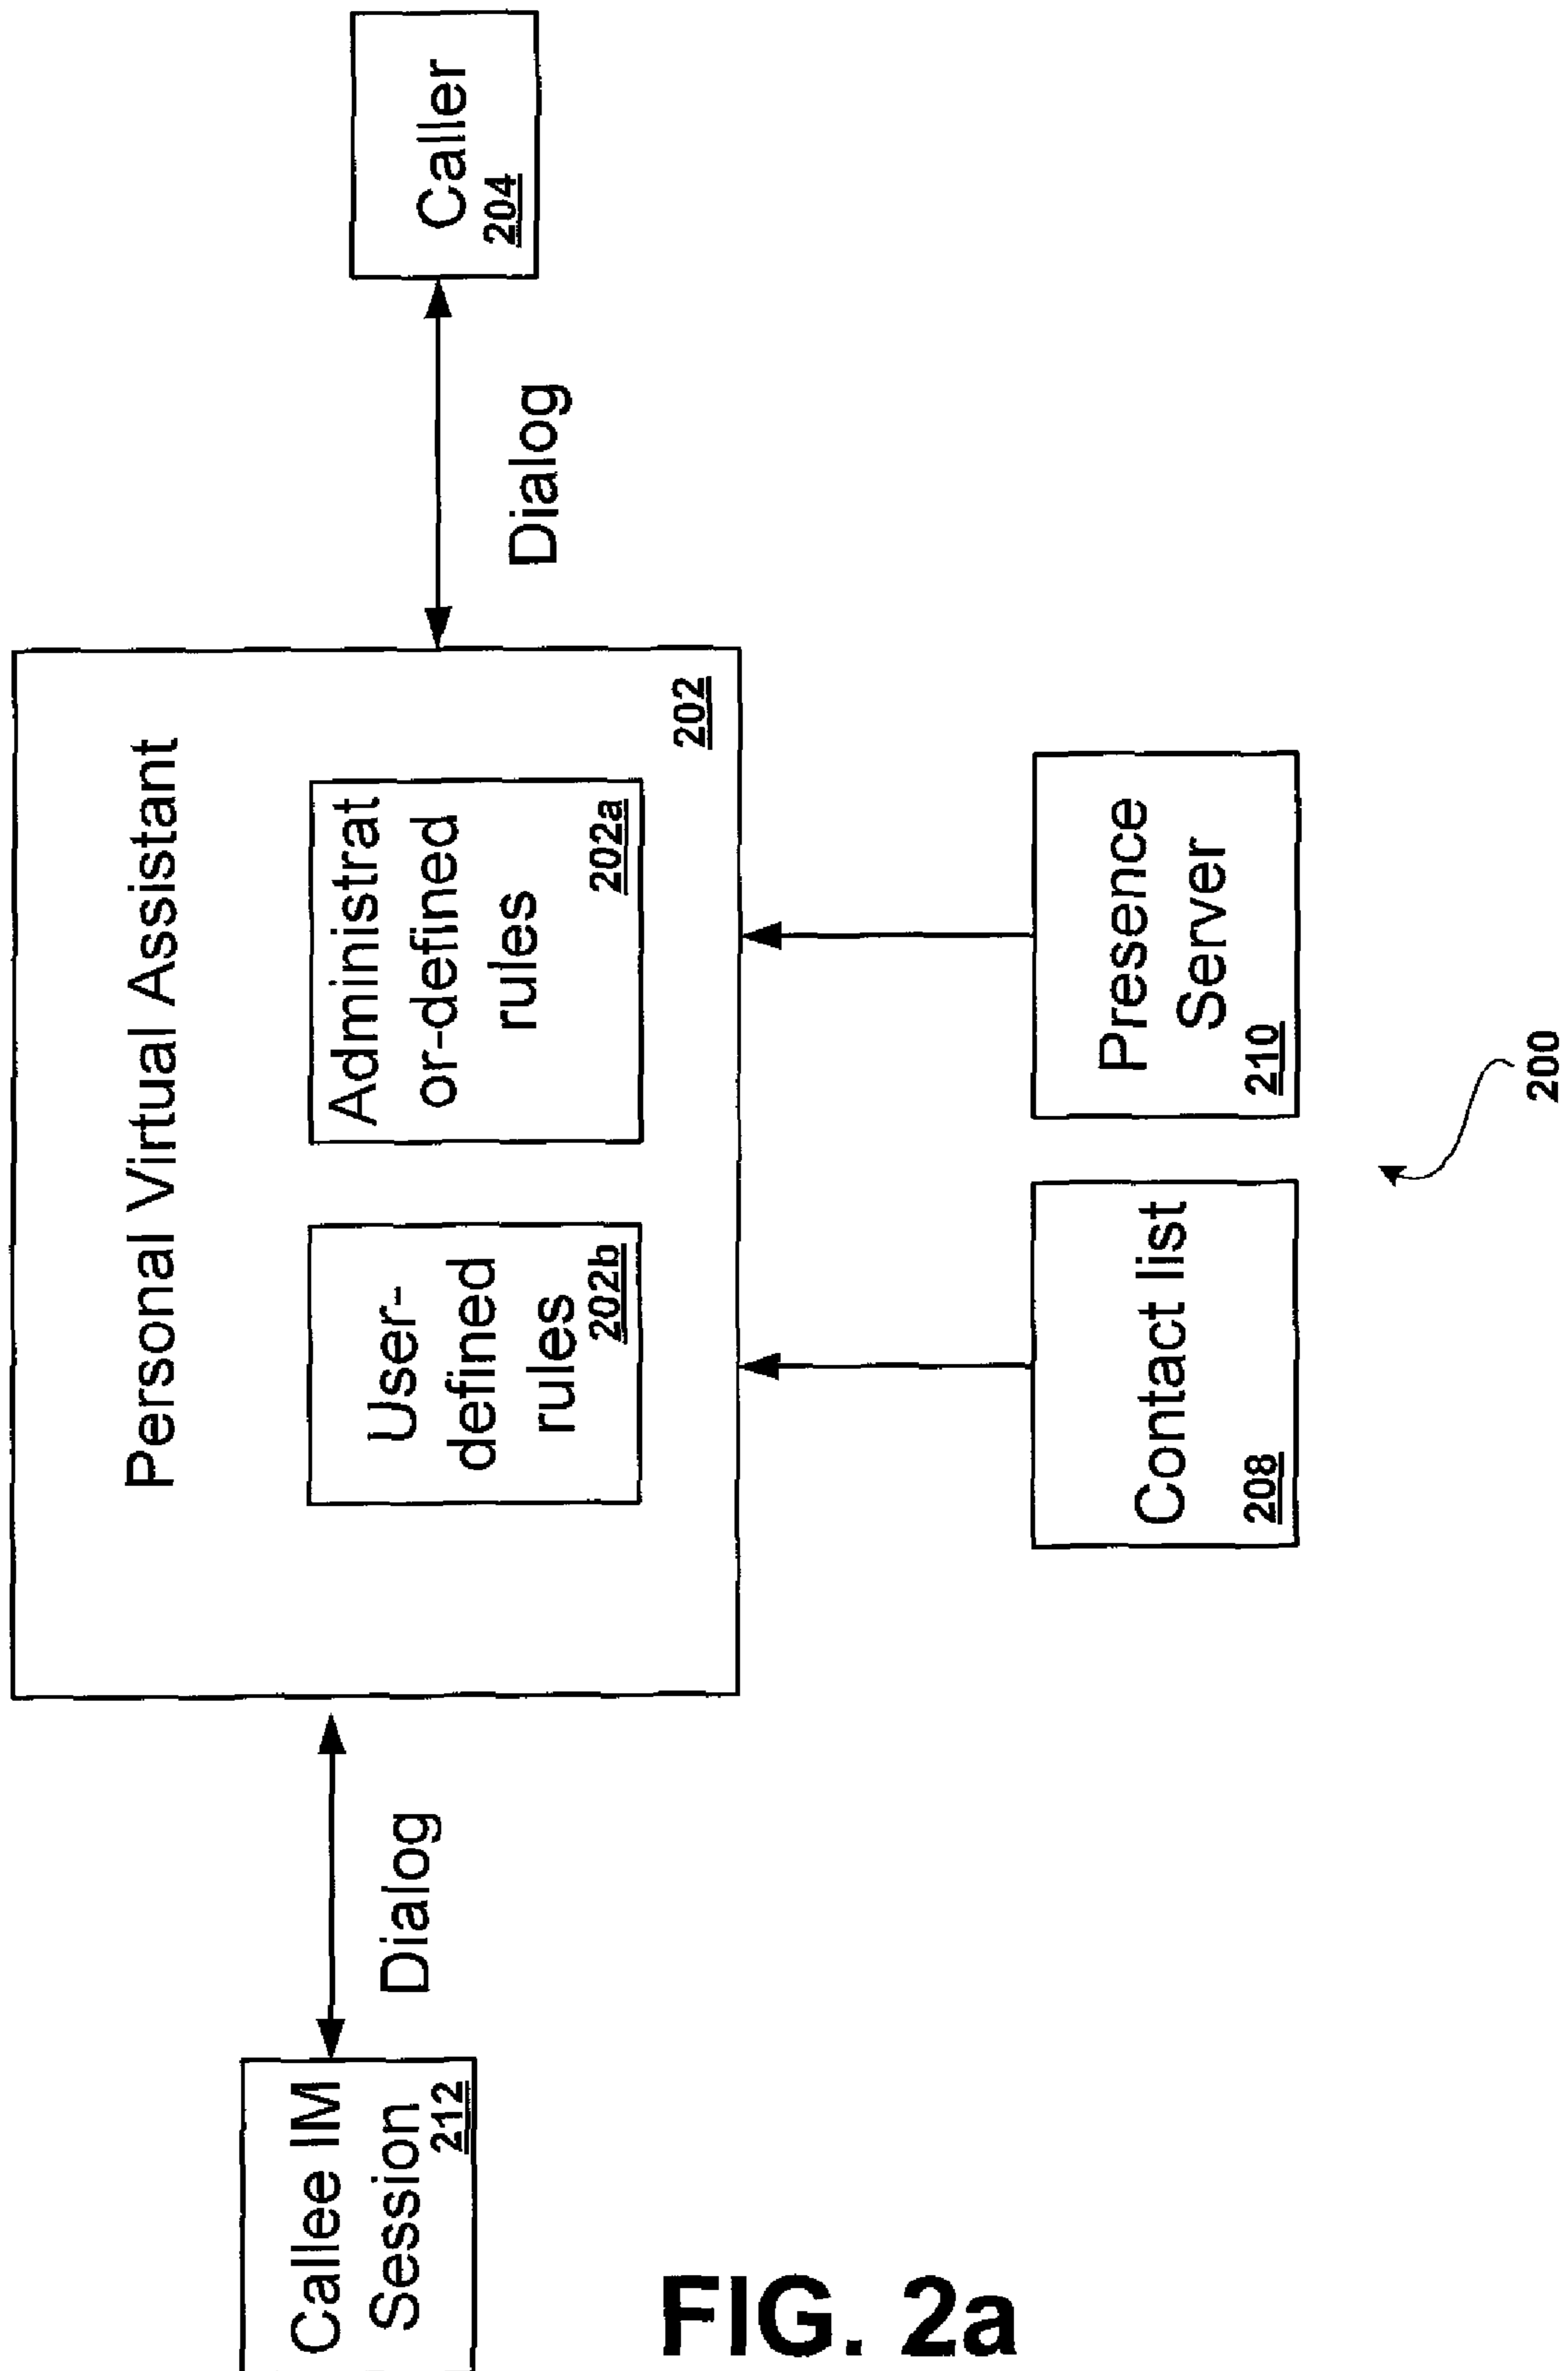 Personal Virtual Assistant
User-
defined
rules
202b
Administrat
or-defined
rules
202a
202
Callee IM
Session
212
Dialog
Dialog
Caller
204
Contact list
208
Presence
Server
210
200
FIG. 2a